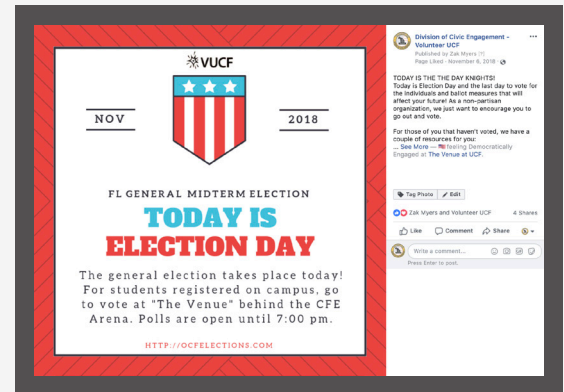 VUCF
NOV
2018
FL GENERAL MIDTERM ELECTION
TODAY IS
ELECTION DAY
The general election takes place today!
For students registered on campus, go
to vote at "The Venue" behind the CFE
Arena. Polls are open until 7:00 pm.
HTTP://OCFELECTIONS.COM
Division of Civic Engagement -
Volunteer UCF
Published by Zak Myers [?]
Page Liked · November 6, 2018 ·
TODAY IS THE THE DAY KNIGHTS!
Today is Election Day and the last day to vote for
the individuals and ballot measures that will
affect your future! As a non-partisan
organization, we just want to encourage you to
go out and vote.
For those of you that haven't voted, we have a
couple of resources for you:
... See More — feeling Democratically
Engaged at The Venue at UCF.
Tag Photo
Edit
Zak Myers and Volunteer UCF
4 Shares
Like
Comment
Share
Write a comment...
Press Enter to post.